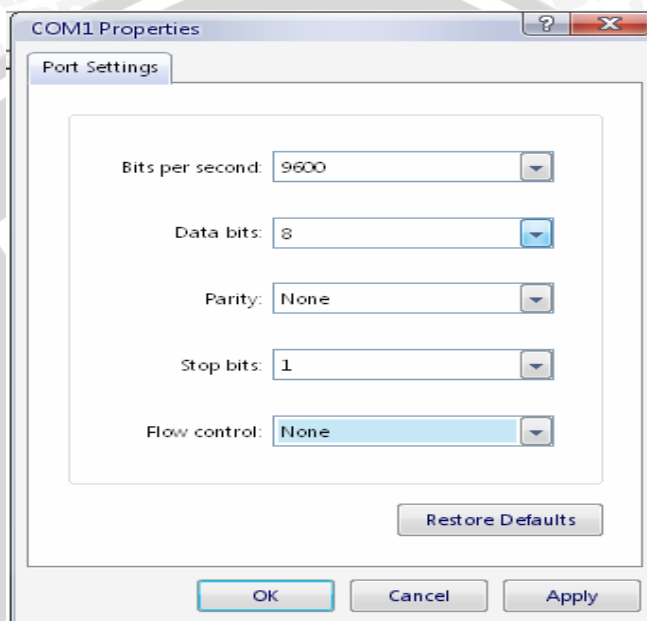 COM1 Properties
Port Settings
Bits per second: 9600
Data bits: 8
Parity: None
Stop bits: 1
Flow control: None
Restore Defaults
OK Cancel Apply